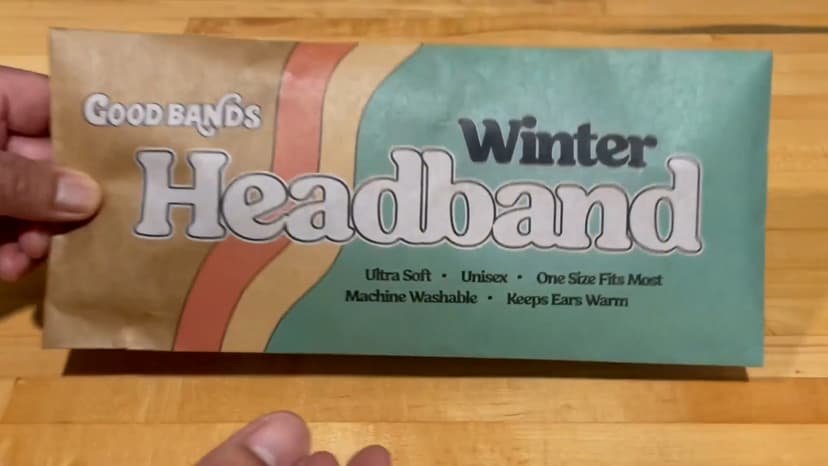 GOOD BANDS
Winter
Headband
Ultra Soft • Unisex • One Size Fits Most
Machine Washable • Keeps Ears Warm